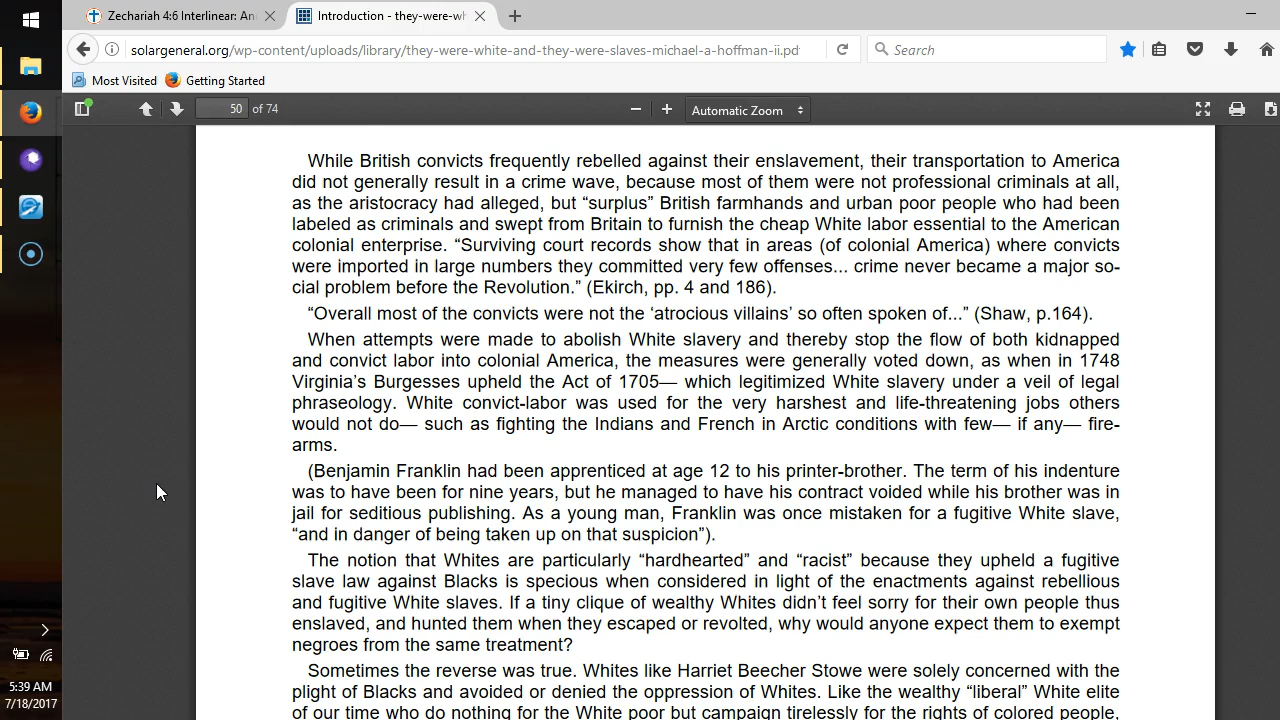 Zechariah 4:6 Interlinear: An
Introduction - they-were-wh
solargeneral.org/wp-content/uploads/library/they-were-white-and-they-were-slaves-michael-a-hoffman-ii.pd
Search
Most Visited
Getting Started
50 of 74
Automatic Zoom
While British convicts frequently rebelled against their enslavement, their transportation to America
did not generally result in a crime wave, because most of them were not professional criminals at all,
as the aristocracy had alleged, but “surplus” British farmhands and urban poor people who had been
labeled as criminals and swept from Britain to furnish the cheap White labor essential to the American
colonial enterprise. “Surviving court records show that in areas (of colonial America) where convicts
were imported in large numbers they committed very few offenses... crime never became a major so-
cial problem before the Revolution.” (Ekirch, pp. 4 and 186).
“Overall most of the convicts were not the ‘atrocious villains’ so often spoken of...” (Shaw, p.164).
When attempts were made to abolish White slavery and thereby stop the flow of both kidnapped
and convict labor into colonial America, the measures were generally voted down, as when in 1748
Virginia’s Burgesses upheld the Act of 1705— which legitimized White slavery under a veil of legal
phraseology. White convict-labor was used for the very harshest and life-threatening jobs others
would not do— such as fighting the Indians and French in Arctic conditions with few— if any— fire-
arms.
(Benjamin Franklin had been apprenticed at age 12 to his printer-brother. The term of his indenture
was to have been for nine years, but he managed to have his contract voided while his brother was in
jail for seditious publishing. As a young man, Franklin was once mistaken for a fugitive White slave,
“and in danger of being taken up on that suspicion”).
The notion that Whites are particularly “hardhearted” and “racist” because they upheld a fugitive
slave law against Blacks is specious when considered in light of the enactments against rebellious
and fugitive White slaves. If a tiny clique of wealthy Whites didn’t feel sorry for their own people thus
enslaved, and hunted them when they escaped or revolted, why would anyone expect them to exempt
negroes from the same treatment?
Sometimes the reverse was true. Whites like Harriet Beecher Stowe were solely concerned with the
plight of Blacks and avoided or denied the oppression of Whites. Like the wealthy “liberal” White elite
of our time who do nothing for the White poor but campaign tirelessly for the rights of colored people,
5:39 AM
7/18/2017